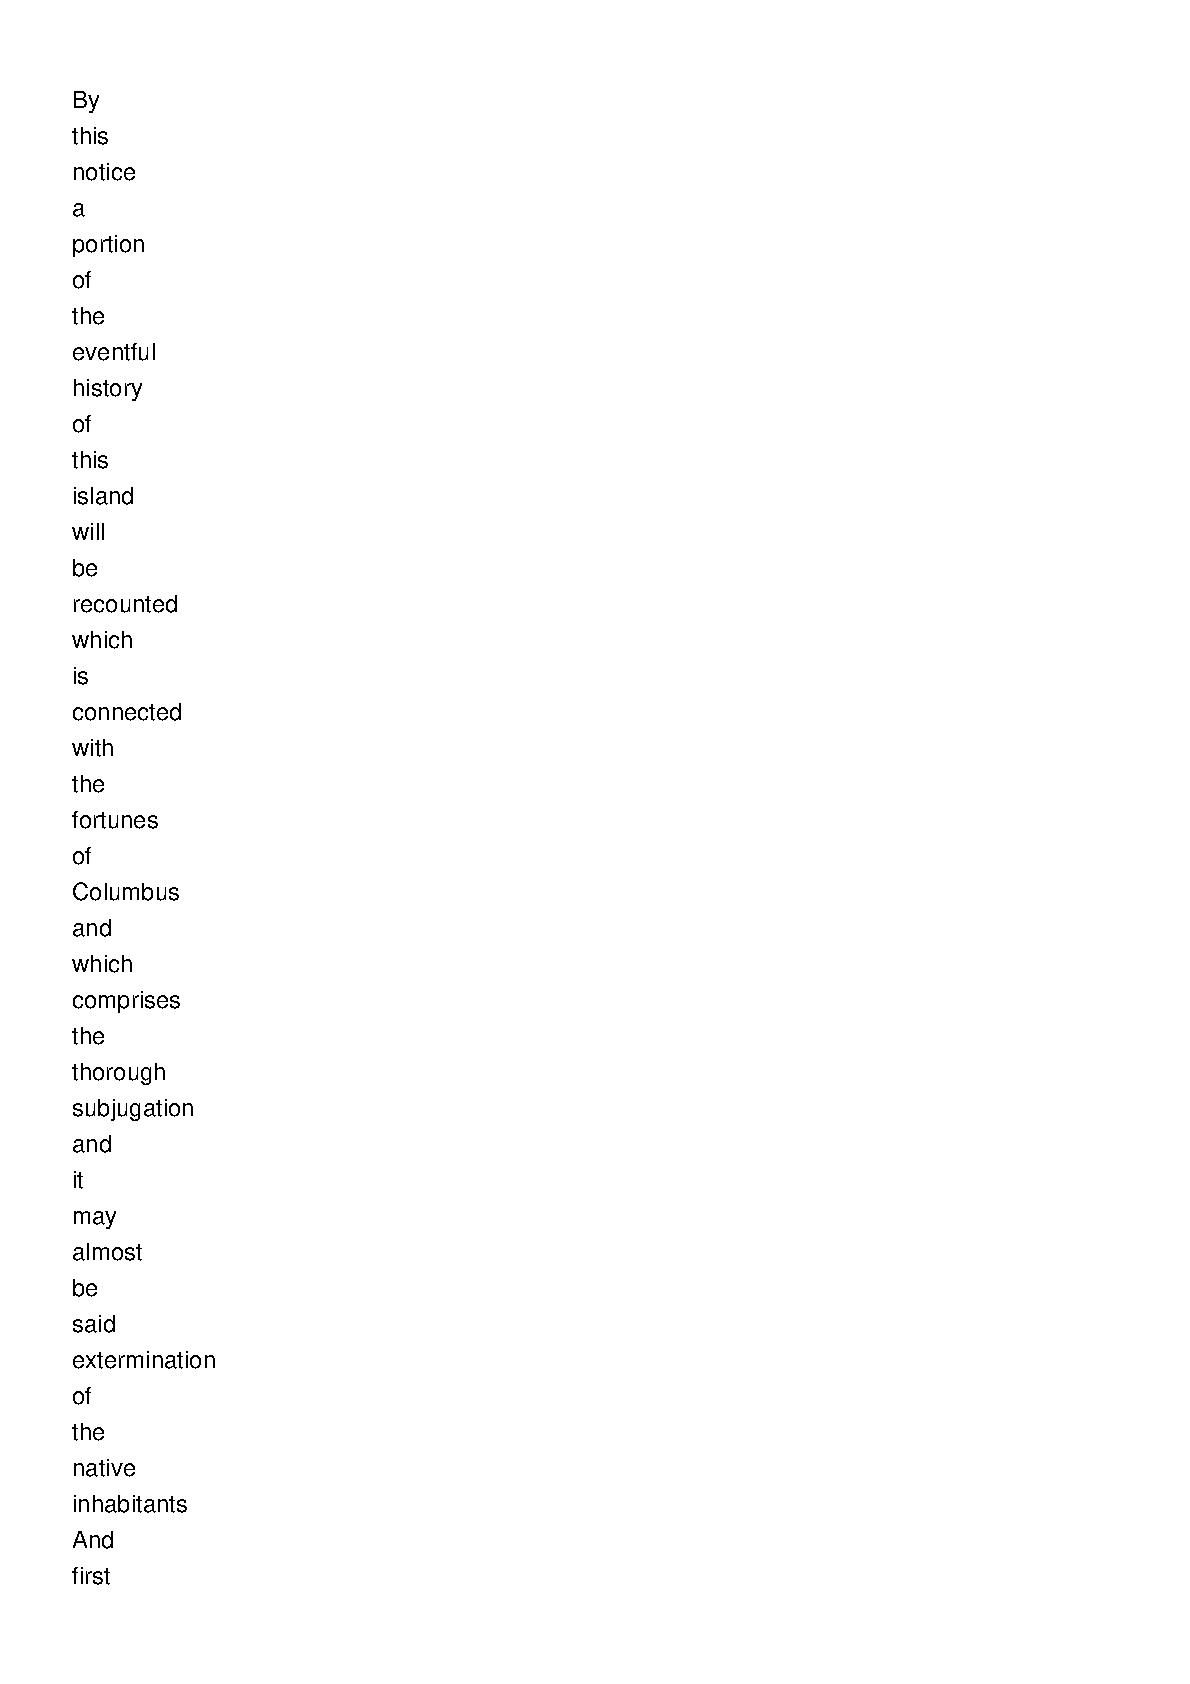 By
this
notice
a
portion
of
the
eventful
history
of
this
island
will
be
recounted
which
is
connected
with
the
fortunes
of
Columbus
and
which
comprises
the
thorough
subjugation
and
it
may
almost
be
said
extermination
of
the
native
inhabitants
And
first